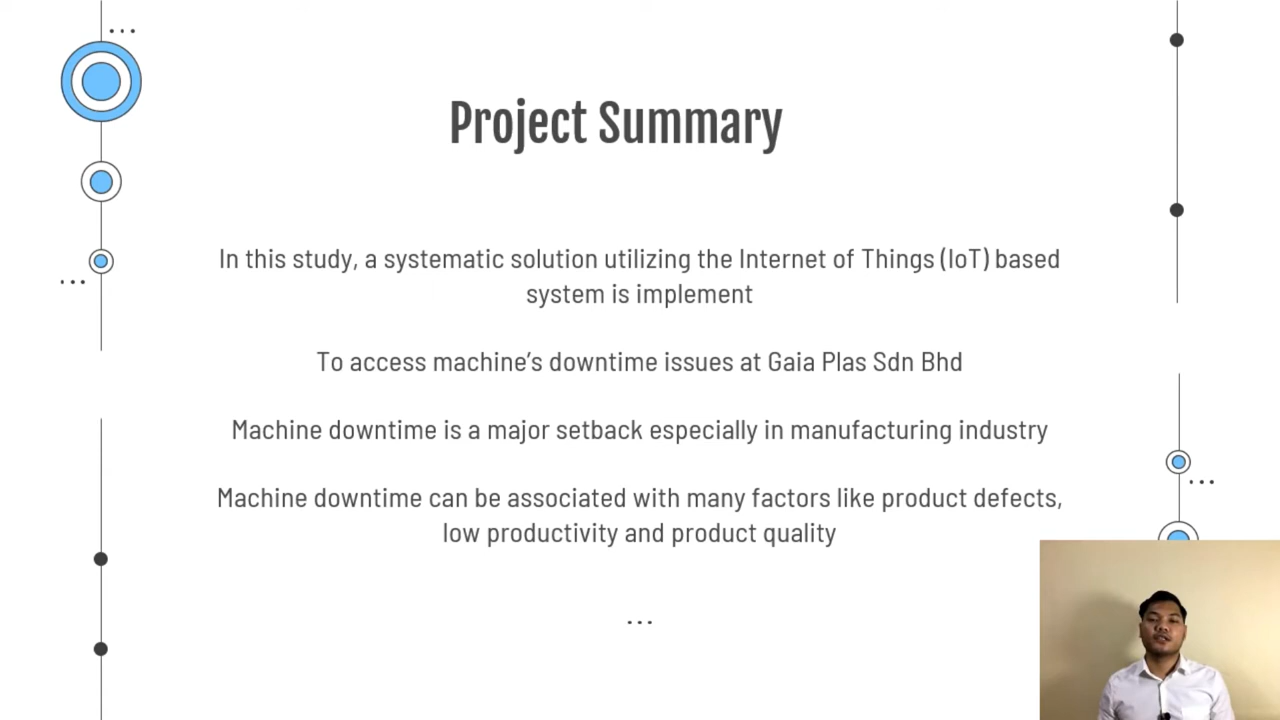 Project Summary
In this study, a systematic solution utilizing the Internet of Things (IoT) based
system is implement
To access machine’s downtime issues at Gaia Plas Sdn Bhd
Machine downtime is a major setback especially in manufacturing industry
Machine downtime can be associated with many factors like product defects,
low productivity and product quality